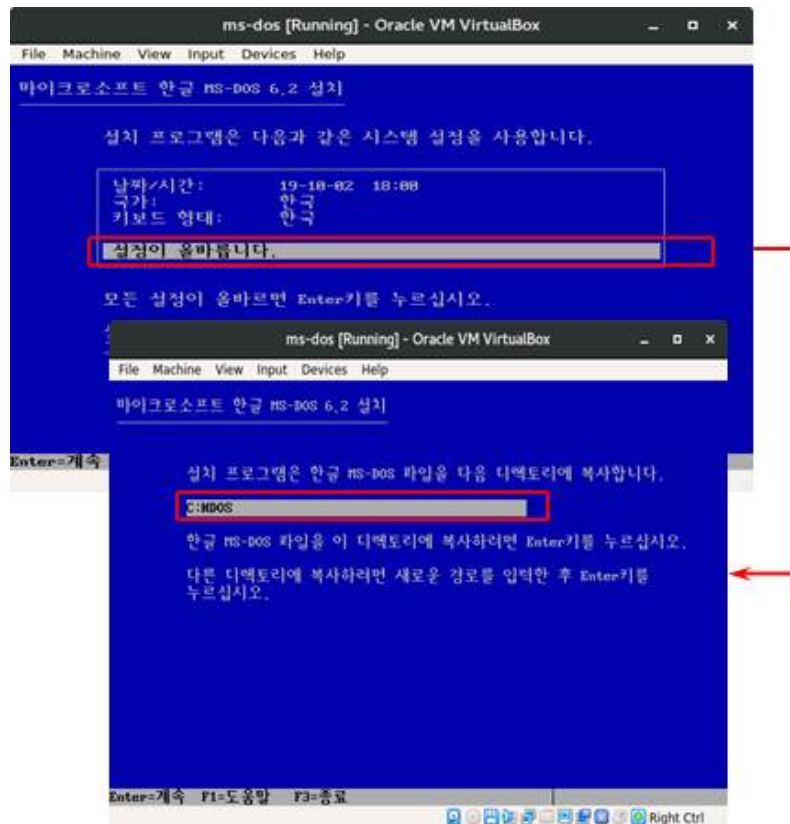 ms-dos [Running] - Oracle VM VirtualBox
File Machine View Input Devices Help
마이크로소프트 한글 MS-DOS 6.2 설치
설치 프로그램은 다음과 같은 시스템 설정을 사용합니다.
날짜/시간: 19-10-02 18:00
국가: 한국
키보드 형태: 한국
설정이 올바릅니다.
모든 설정이 올바르면 Enter키를 누르십시오.
Enter=계속
ms-dos [Running] - Oracle VM VirtualBox
File Machine View Input Devices Help
마이크로소프트 한글 MS-DOS 6.2 설치
설치 프로그램은 한글 MS-DOS 파일을 다음 디렉토리에 복사합니다.
C:₩DOS
한글 MS-DOS 파일을 이 디렉토리에 복사하려면 Enter키를 누르십시오.
다른 디렉토리에 복사하려면 새로운 경로를 입력한 후 Enter키를
누르십시오.
Enter=계속 F1=도움말 F3=종료
Right Ctrl